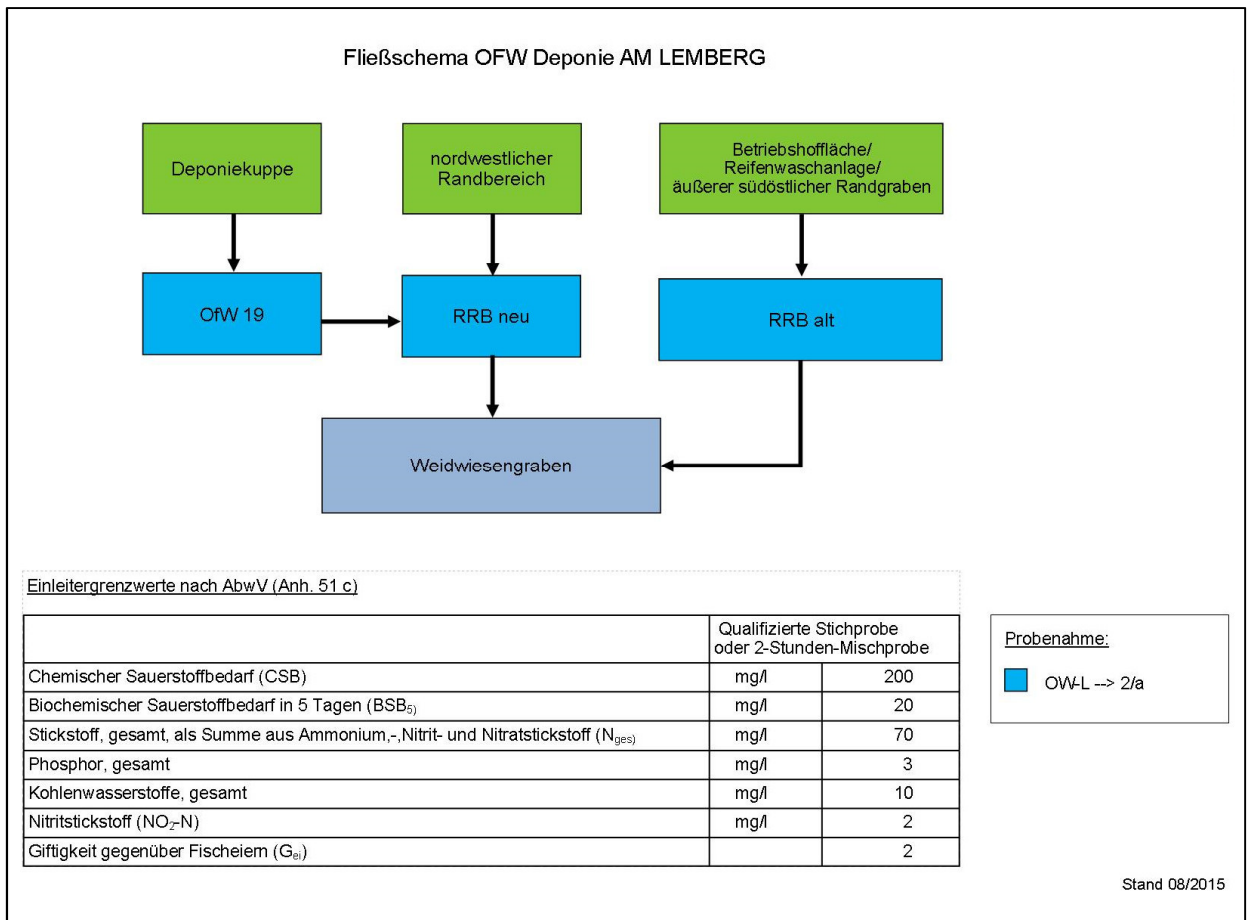 Fließschema OFW Deponie AM LEMBERG
Deponiekuppe
nordwestlicher
Randbereich
Betriebshoffläche/
Reifenwaschanlage/
äußerer südöstlicher Randgraben
OfW 19
RRB neu
RRB alt
Weidwiesengraben
Einleitergrenzwerte nach AbwV (Anh. 51 c)
Qualifizierte Stichprobe
oder 2-Stunden-Mischprobe
Chemischer Sauerstoffbedarf (CSB) mg/l 200
Biochemischer Sauerstoffbedarf in 5 Tagen (BSB5) mg/l 20
Stickstoff, gesamt, als Summe aus Ammonium,-,Nitrit- und Nitratstickstoff (Nges) mg/l 70
Phosphor, gesamt mg/l 3
Kohlenwasserstoffe, gesamt mg/l 10
Nitritstickstoff (NO2-N) mg/l 2
Giftigkeit gegenüber Fischeiern (Gei) 2
Probenahme:
OW-L --> 2/a
Stand 08/2015